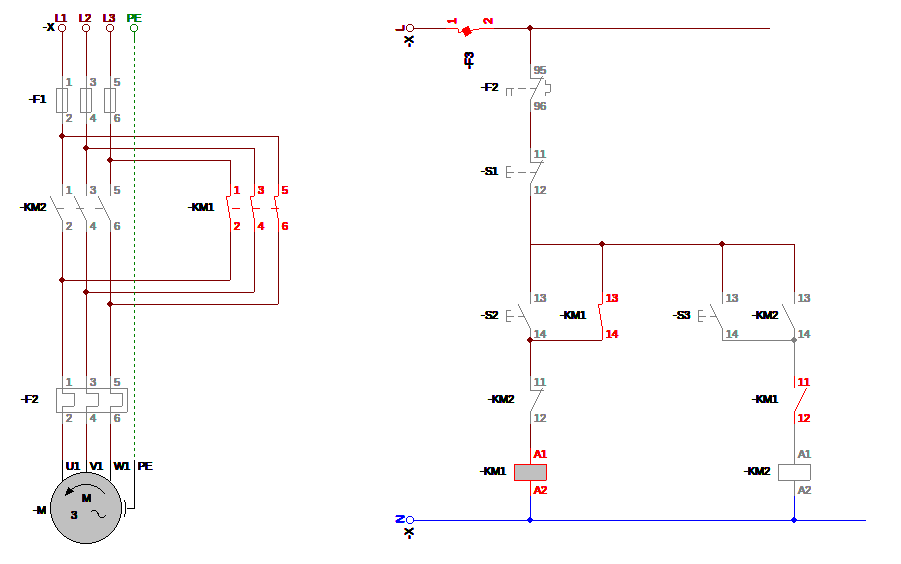 L1 L2 L3 PE
-X
1 3 5
-F1
2 4 6
1 3 5
-KM2
2 4 6
1 3 5
-KM1
2 4 6
1 3 5
-F2
2 4 6
U1 V1 W1 PE
-M
M
3
L
-X
1 2
-F3
95
-F2
96
11
-S1
12
13
-S2
14
13
-KM1
14
13
-S3
14
13
-KM2
14
11
-KM2
12
11
-KM1
12
A1
-KM1
A2
A1
-KM2
A2
N
-X